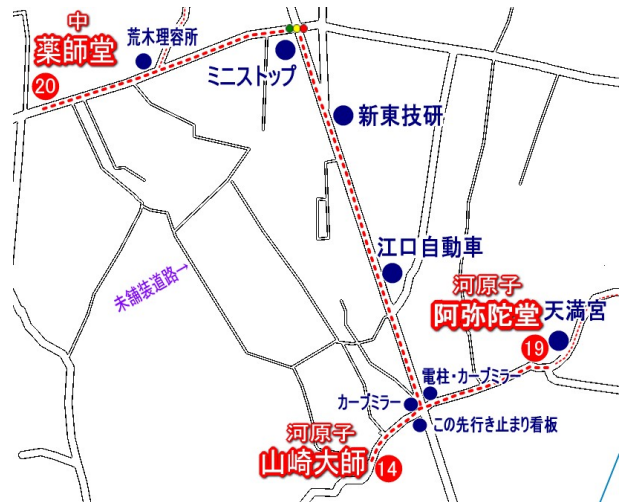 中
薬師堂
20
荒木理容所
ミニストップ
新東技研
江口自動車
未舗装道路→
河原子
阿弥陀堂
19
天満宮
電柱・カーブミラー
カーブミラー
この先行き止まり看板
河原子
山崎大師
14